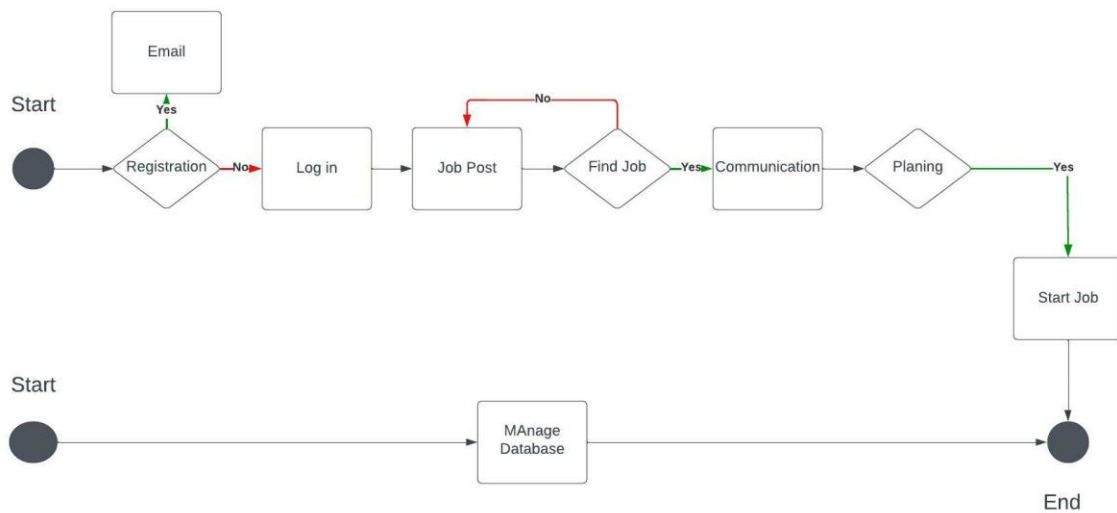 Email
Start
Yes
No
Registration
No
Log in
Job Post
Find Job
Yes
Communication
Planing
Yes
Start Job
Start
MAnage
Database
End